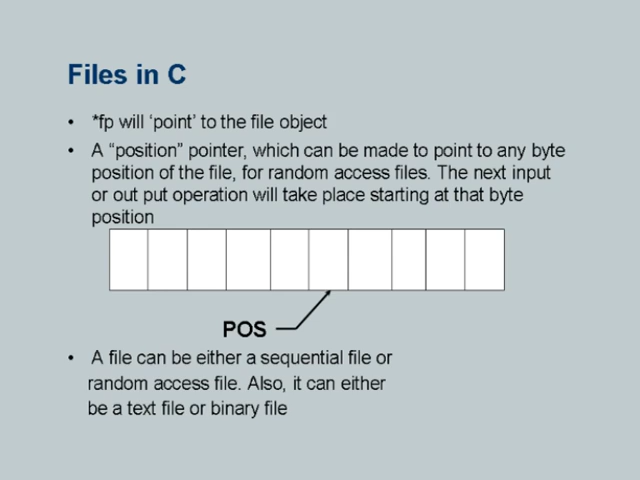 Files in C
• *fp will ‘point’ to the file object
• A “position” pointer, which can be made to point to any byte
position of the file, for random access files. The next input
or out put operation will take place starting at that byte
position
POS
• A file can be either a sequential file or
random access file. Also, it can either
be a text file or binary file